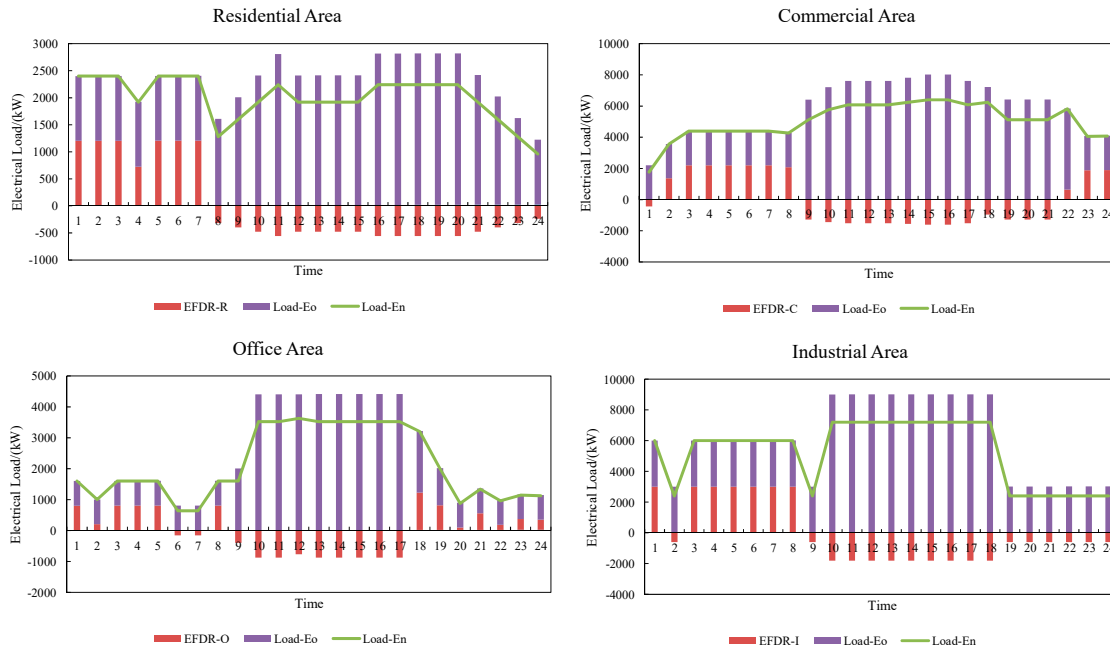 Residential Area
Electrical Load/(kW)
3000
2500
2000
1500
1000
500
0
-500
-1000
1 2 3 4 5 6 7 8 9 10 11 12 13 14 15 16 17 18 19 20 21 22 23 24
Time
EFDR-R Load-Eo Load-En
Commercial Area
Electrical Load/(kW)
10000
8000
6000
4000
2000
0
-2000
-4000
1 2 3 4 5 6 7 8 9 10 11 12 13 14 15 16 17 18 19 20 21 22 23 24
Time
EFDR-C Load-Eo Load-En
Office Area
Electrical Load/(kW)
5000
4000
3000
2000
1000
0
-1000
-2000
1 2 3 4 5 6 7 8 9 10 11 12 13 14 15 16 17 18 19 20 21 22 23 24
Time
EFDR-O Load-Eo Load-En
Industrial Area
Electrical Load/(kW)
10000
8000
6000
4000
2000
0
-2000
-4000
1 2 3 4 5 6 7 8 9 10 11 12 13 14 15 16 17 18 19 20 21 22 23 24
Time
EFDR-I Load-Eo Load-En